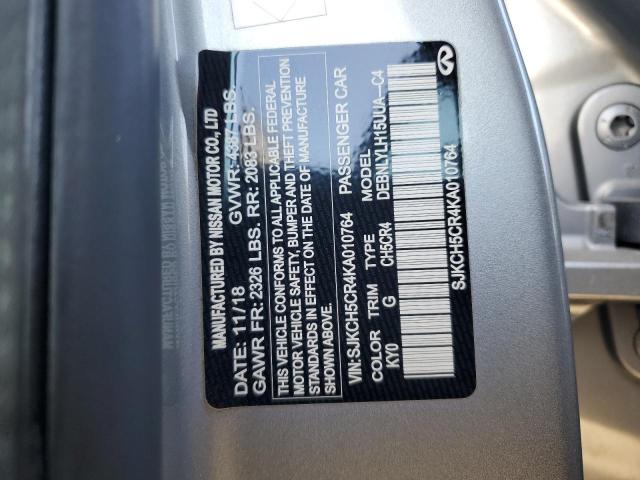 MANUFACTURED BY NISSAN MOTOR CO., LTD
DATE: 11/18 GVWR: LBS.
GAWR FR: 2326 LBS. RR: 2083 LBS.
THIS VEHICLE CONFORMS TO ALL APPLICABLE FEDERAL
MOTOR VEHICLE SAFETY, BUMPER AND THEFT PREVENTION
STANDARDS IN EFFECT ON THE DATE OF MANUFACTURE
SHOWN ABOVE.
VIN:SJKCH5CR4KA010764 PASSENGER CAR
COLOR TRIM TYPE MODEL
KY0 G CH5CR4 DEBNLYLH15UUA--C4
SJKCH5CR4KA010764